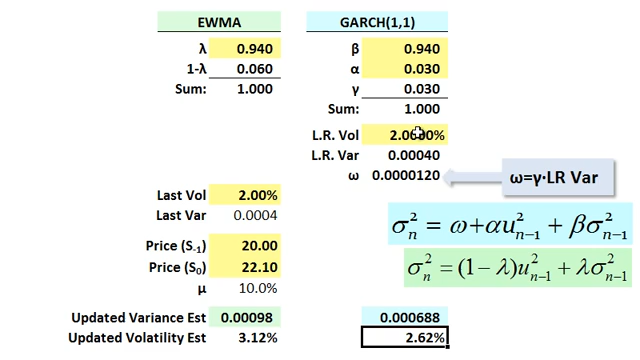 EWMA GARCH(1,1)
λ 0.940 β 0.940
1-λ 0.060 α 0.030
Sum: 1.000 γ 0.030
Sum: 1.000
L.R. Vol 2.0000%
L.R. Var 0.00040
ω 0.0000120 ω=γ·LR Var
Last Vol 2.00%
Last Var 0.0004
σ²ₙ = ω+αu²ₙ₋₁ + βσ²ₙ₋₁
Price (S₋₁) 20.00
Price (S₀) 22.10
σ²ₙ = (1 − λ)u²ₙ₋₁ + λσ²ₙ₋₁
μ 10.0%
Updated Variance Est 0.00098 0.000688
Updated Volatility Est 3.12% 2.62%